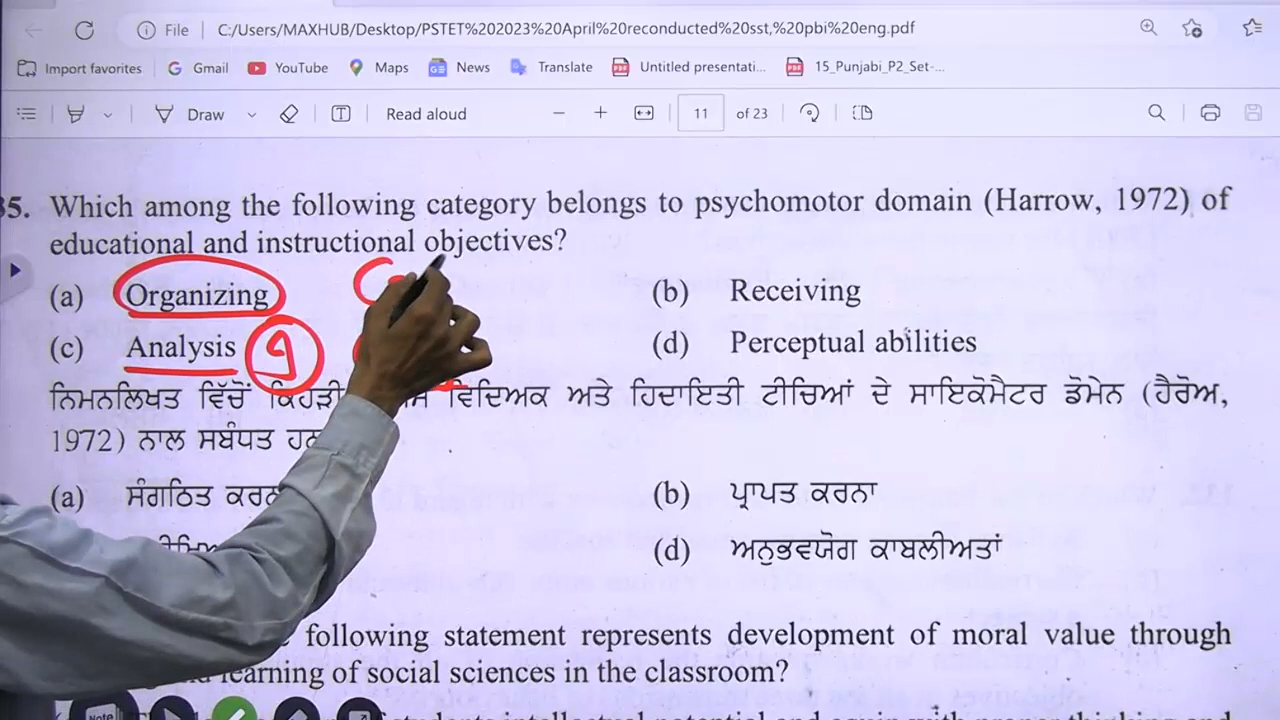 File C:/Users/MAXHUB/Desktop/PSTET%202023%20April%20reconducted%20sst,%20pbi%20eng.pdf
Import favorites Gmail YouTube Maps News Translate Untitled presentati... 15_Punjabi_P2_Set-...
Draw Read aloud 11 of 23
35. Which among the following category belongs to psychomotor domain (Harrow, 1972) of
educational and instructional objectives?
(a) Organizing (b) Receiving
(c) Analysis (d) Perceptual abilities
ਨਿਮਨਲਿਖਤ ਵਿੱਚੋਂ ਕਿਹੜੀ ਵਿੱਦਿਅਕ ਅਤੇ ਹਿਦਾਇਤੀ ਟੀਚਿਆਂ ਦੇ ਸਾਇਕੋਮੈਟਰ ਡੋਮੇਨ (ਹੈਰੋਅ,
1972) ਨਾਲ ਸਬੰਧਤ
(a) ਸੰਗਠਿਤ ਕਰਨਾ (b) ਪ੍ਰਾਪਤ ਕਰਨਾ
(d) ਅਨੁਭਵਯੋਗ ਕਾਬਲੀਅਤਾਂ
following statement represents development of moral value through
learning of social sciences in the classroom?
Note